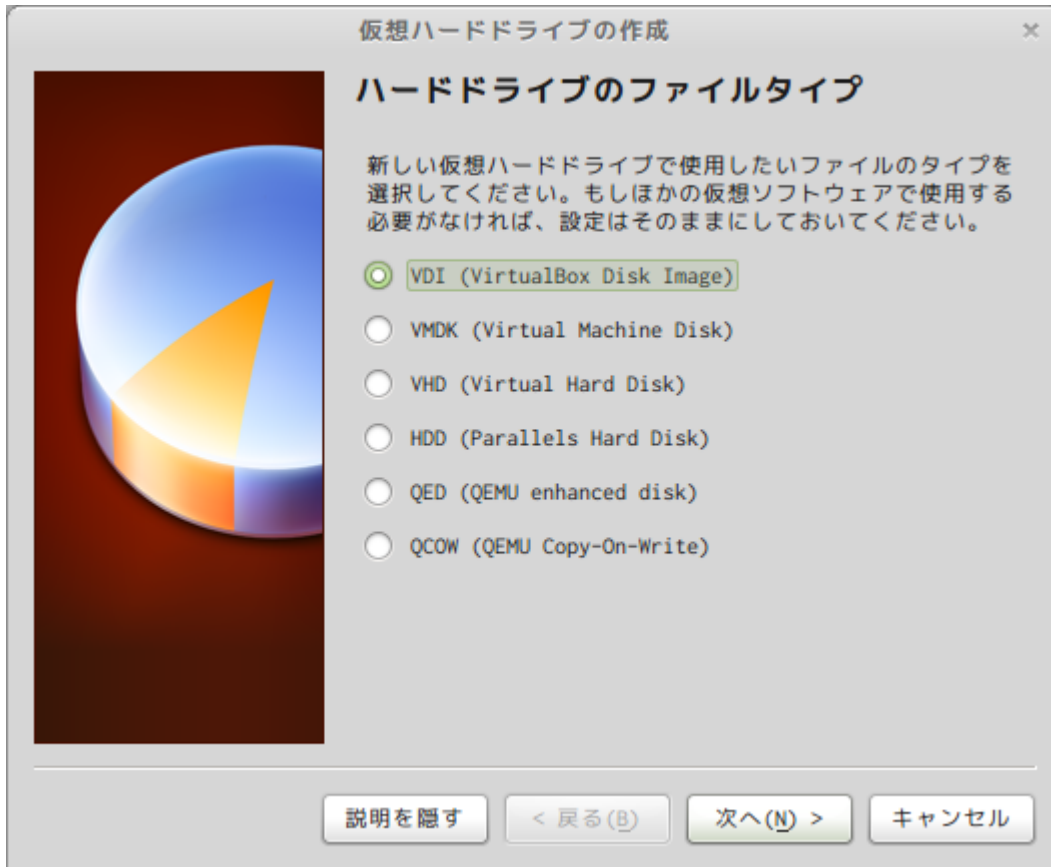 仮想ハードドライブの作成
ハードドライブのファイルタイプ
新しい仮想ハードドライブで使用したいファイルのタイプを
選択してください。もしほかの仮想ソフトウェアで使用する
必要がなければ、設定はそのままにしておいてください。
VDI (VirtualBox Disk Image)
VMDK (Virtual Machine Disk)
VHD (Virtual Hard Disk)
HDD (Parallels Hard Disk)
QED (QEMU enhanced disk)
QCOW (QEMU Copy-On-Write)
説明を隠す < 戻る(B) 次へ(N) > キャンセル